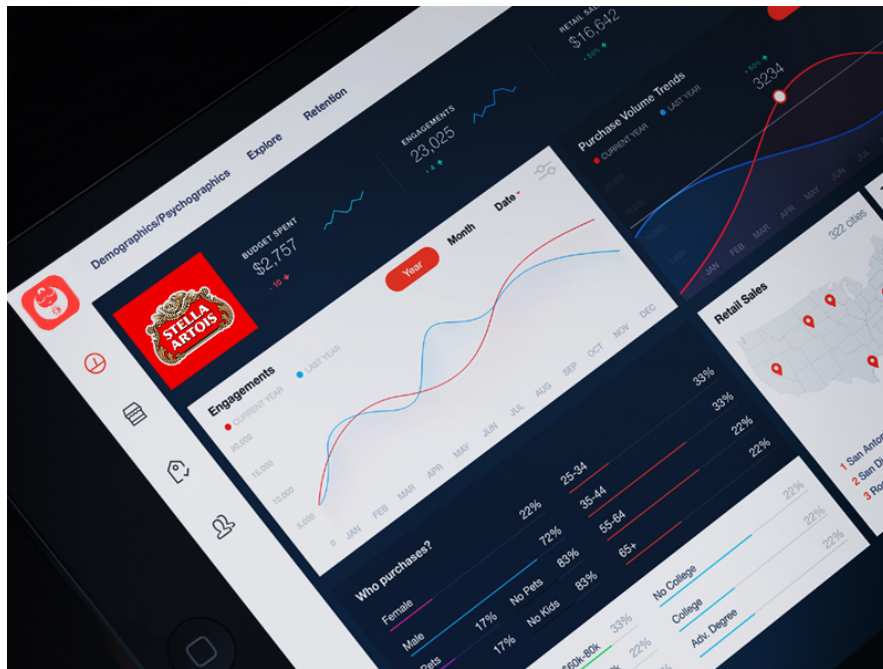 Demographics/Psychographics
Explore
Retention
STELLA
ARTOIS
BUDGET SPENT
$2,757
- 10
ENGAGEMENTS
23,025
+ 4
RETAIL SA
$16,642
+ 50%
Engagements
CURRENT YEAR
LAST YEAR
Year
Month
Date
20,000
15,000
10,000
5,000
0
JAN
FEB
MAR
APR
MAY
JUN
JUL
AUG
SEP
OCT
NOV
DEC
Purchase Volume Trends
CURRENT YEAR
LAST YEAR
+ 50%
3234
JAN
FEB
MAR
APR
MAY
JUN
JUL
Who purchases?
Female
22%
Male
72%
Pets
17%
No Pets
83%
17%
No Kids
83%
25-34
33%
35-44
33%
55-64
22%
65+
22%
$60k-80k
33%
22%
No College
22%
College
22%
Adv. Degree
22%
Retail Sales
322 cities
1 San Anto
2 San Di
3 Ro